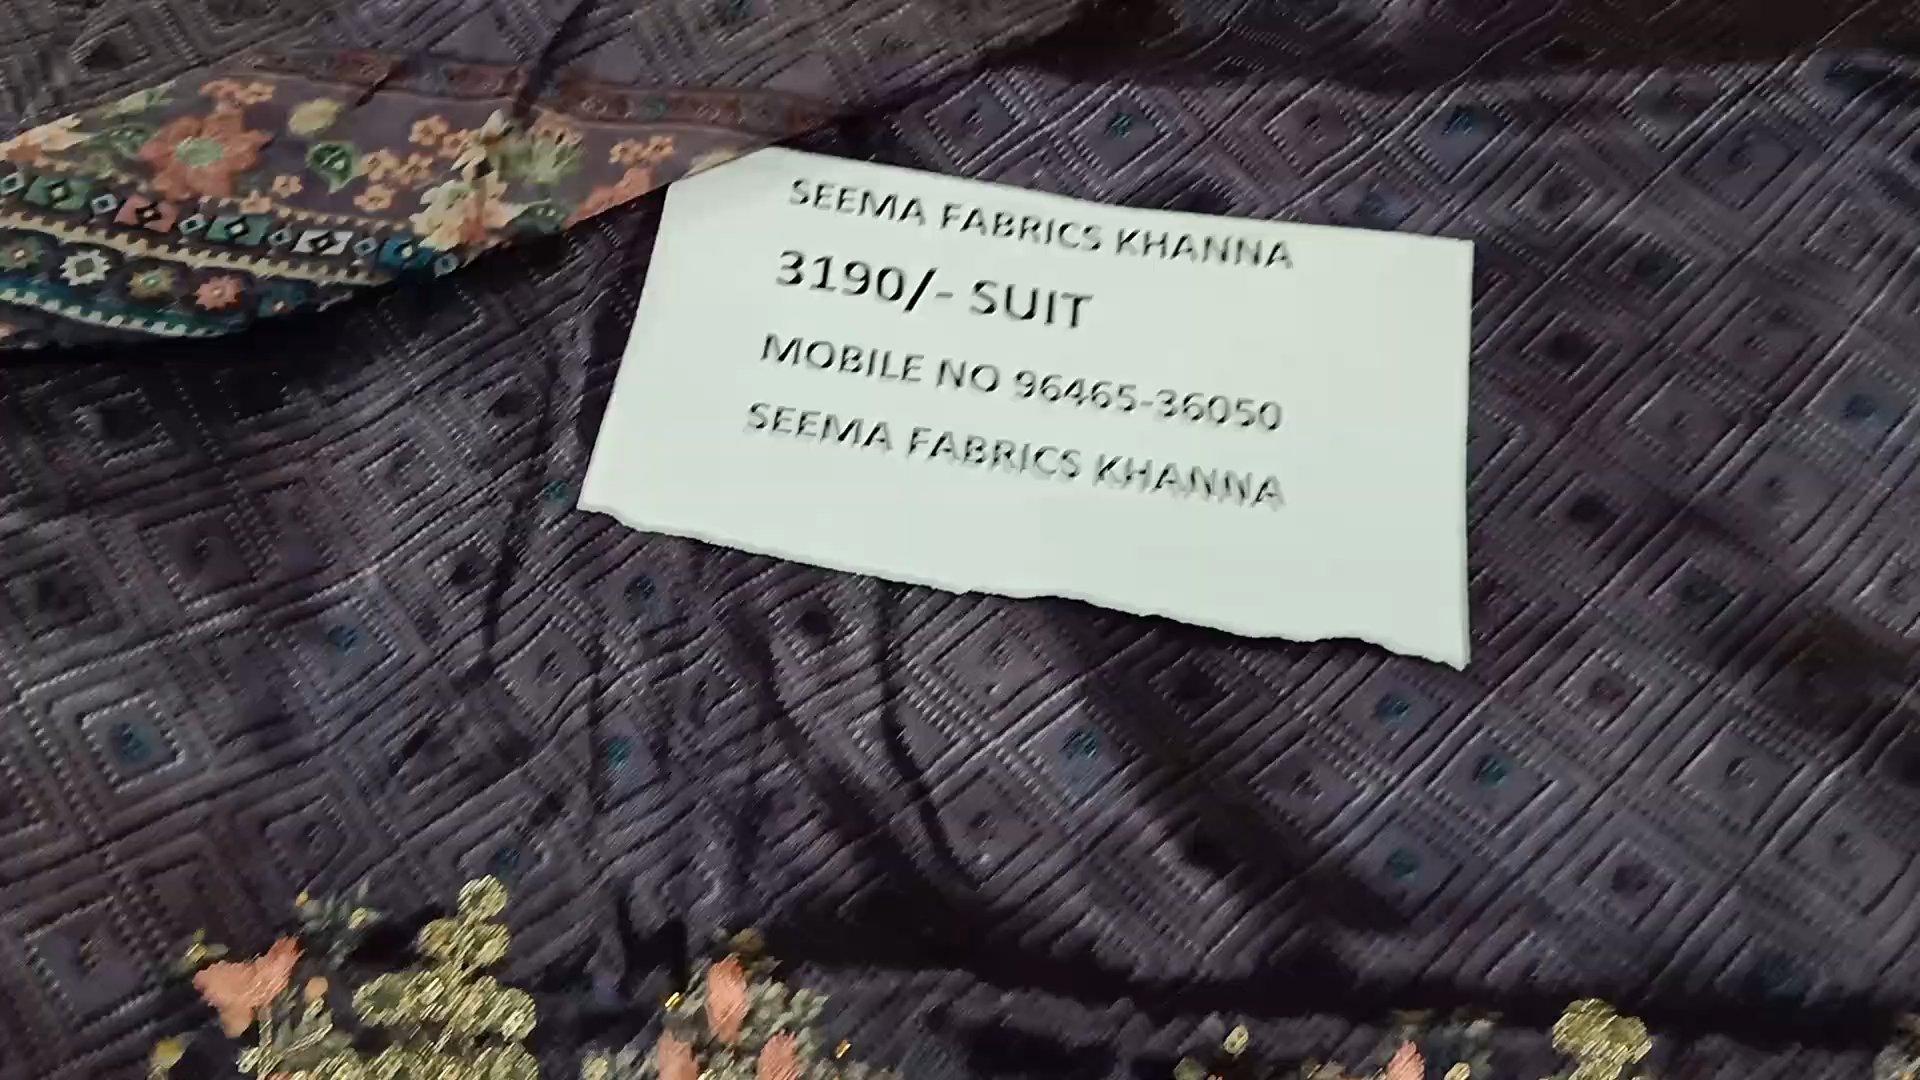 SEEMA FABRICS KHANNA
3190/- SUIT
MOBILE NO 96465-36050
SEEMA FABRICS KHANNA